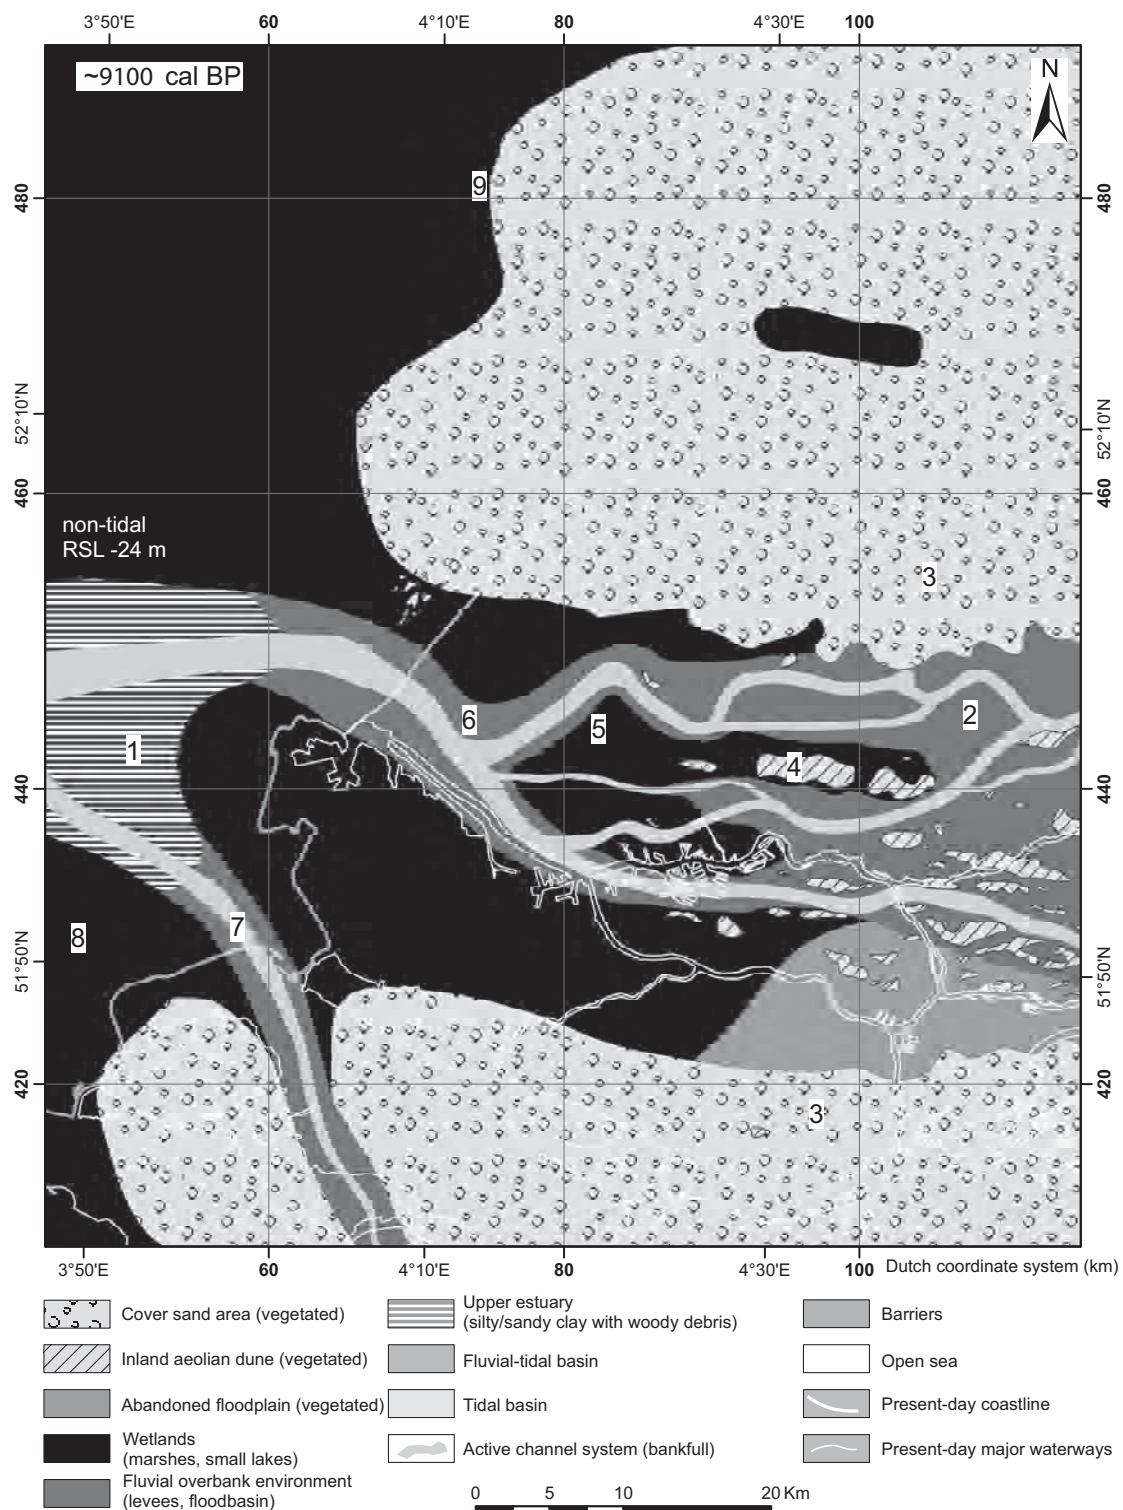 3°50'E 60 4°10'E 80 4°30'E 100
~9100 cal BP
N
9
480 480
52°10'N 52°10'N
460 460
non-tidal
RSL -24 m
3
6 5 2
1 4
440 440
7
8
51°50'N 51°50'N
420 420
3
3°50'E 60 4°10'E 80 4°30'E 100 Dutch coordinate system (km)
Cover sand area (vegetated)
Inland aeolian dune (vegetated)
Abandoned floodplain (vegetated)
Wetlands
(marshes, small lakes)
Fluvial overbank environment
(levees, floodbasin)
Upper estuary
(silty/sandy clay with woody debris)
Fluvial-tidal basin
Tidal basin
Active channel system (bankfull)
0 5 10 20 Km
Barriers
Open sea
Present-day coastline
Present-day major waterways